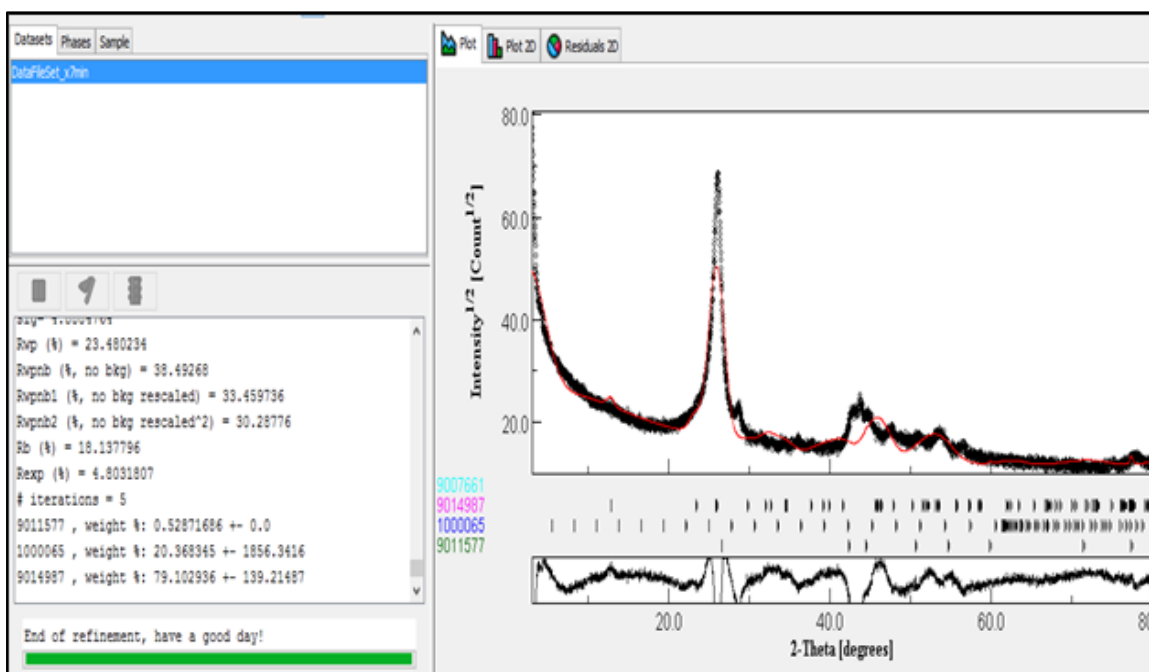 Datasets Phases Sample
DataFileSet_x7min
Rwp (%) = 23.480234
Rwpnb (%, no bkg) = 38.49268
Rwpnb1 (%, no bkg rescaled) = 33.459736
Rwpnb2 (%, no bkg rescaled^2) = 30.28776
Rb (%) = 18.137796
Rexp (%) = 4.8031807
# iterations = 5
9011577 , weight %: 0.52871686 +- 0.0
1000065 , weight %: 20.368345 +- 1856.3416
9014987 , weight %: 79.102936 +- 139.21487
End of refinement, have a good day!
Plot Plot 2D Residuals 2D
80.0
60.0
40.0
20.0
Intensity1/2 [Count1/2]
9007661
9014987
1000065
9011577
20.0 40.0 60.0 80
2-Theta [degrees]